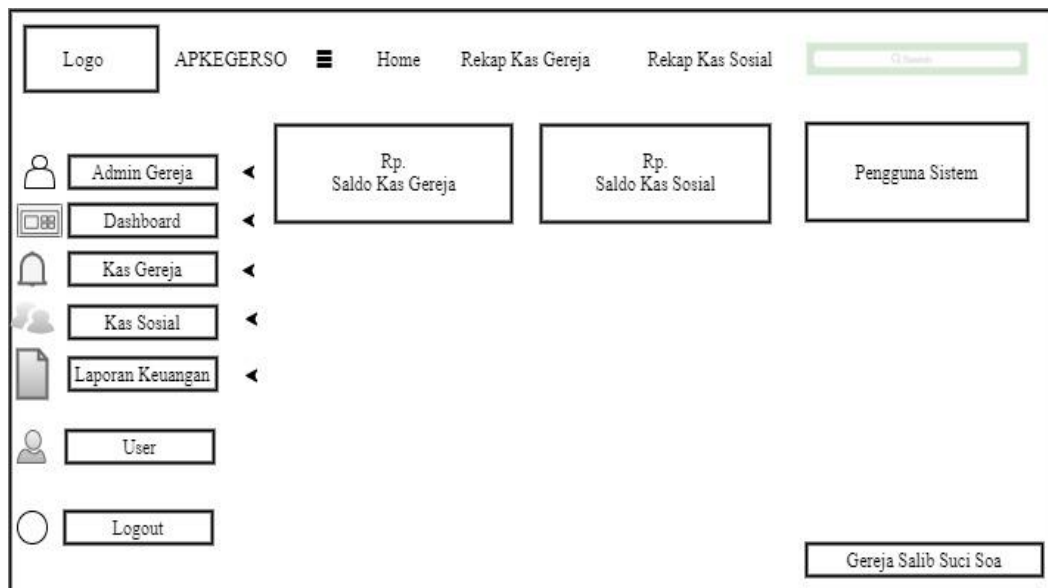 Logo
APKEGERSO
Home
Rekap Kas Gereja
Rekap Kas Sosial
Search
Rp.
Saldo Kas Gereja
Rp.
Saldo Kas Sosial
Pengguna Sistem
Admin Gereja
Dashboard
Kas Gereja
Kas Sosial
Laporan Keuangan
User
Logout
Gereja Salib Suci Soa